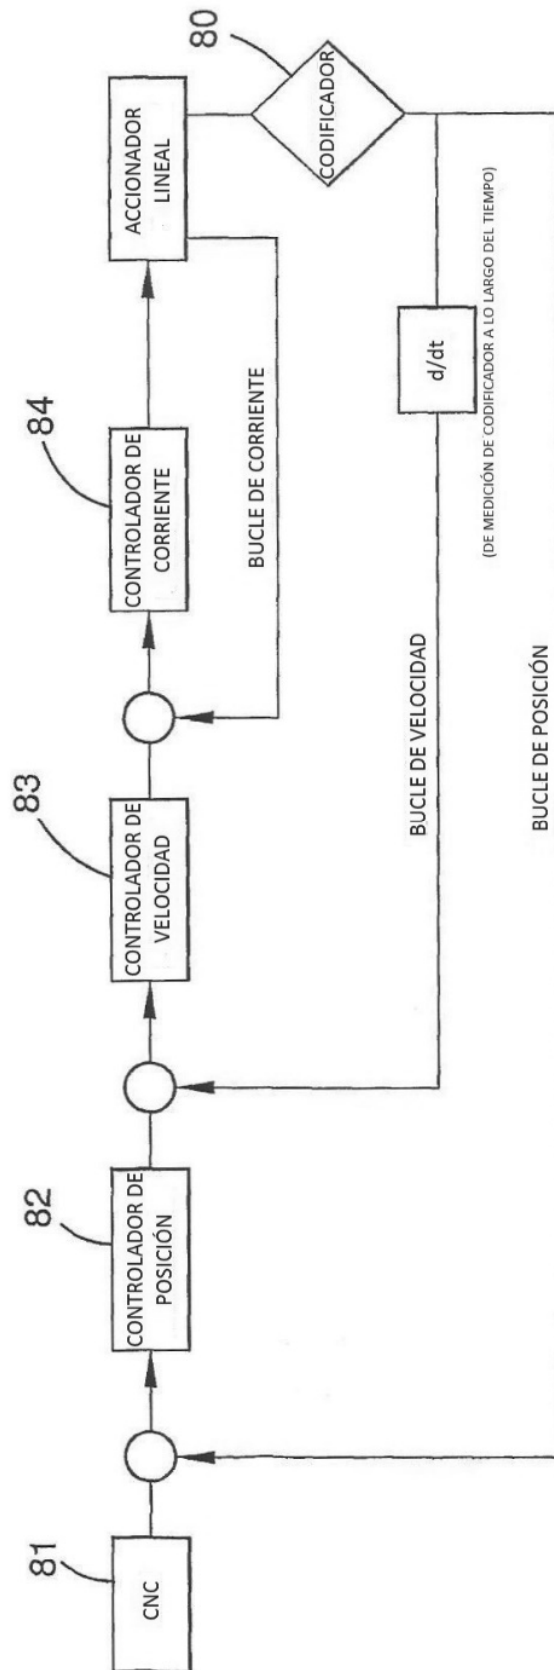 81
CNC
82
CONTROLADOR DE
POSICIÓN
83
CONTROLADOR DE
VELOCIDAD
84
CONTROLADOR DE
CORRIENTE
ACCIONADOR
LINEAL
80
CODIFICADOR
BUCLE DE CORRIENTE
d/dt
(DE MEDICIÓN DE CODIFICADOR A LO LARGO DEL TIEMPO)
BUCLE DE VELOCIDAD
BUCLE DE POSICIÓN